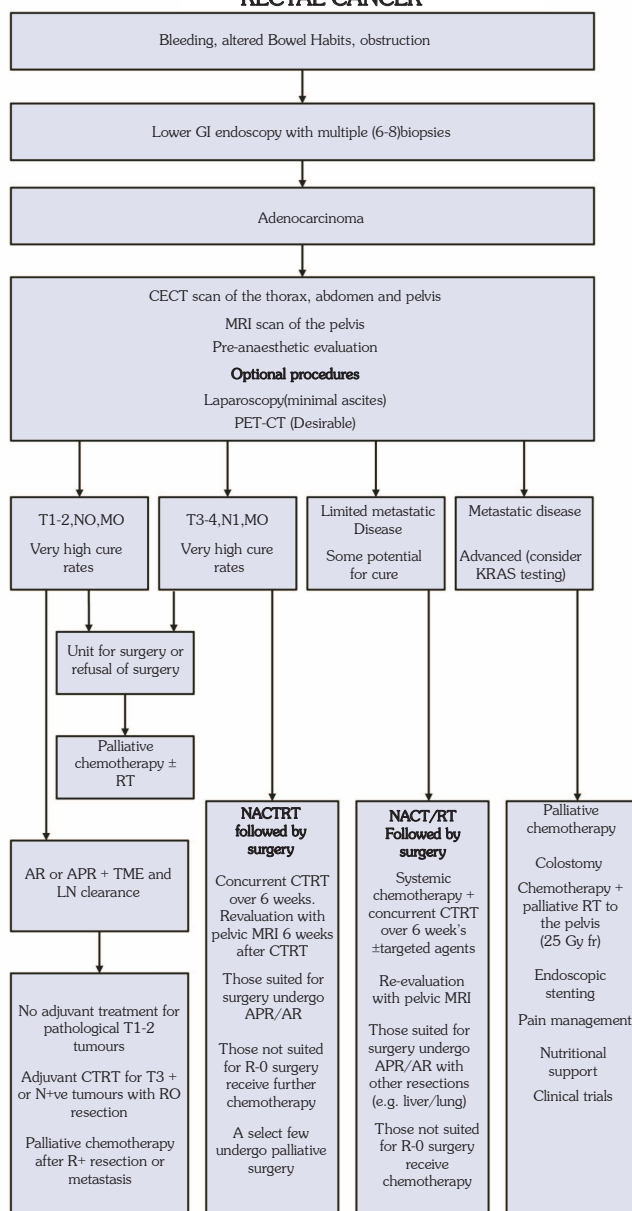 RECTAL CANCER
Bleeding, altered Bowel Habits, obstruction
Lower GI endoscopy with multiple (6-8)biopsies
Adenocarcinoma
CECT scan of the thorax, abdomen and pelvis
MRI scan of the pelvis
Pre-anaesthetic evaluation
Optional procedures
Laparoscopy(minimal ascites)
PET-CT (Desirable)
T1-2,NO,MO
Very high cure
rates
T3-4,N1,MO
Very high cure
rates
Limited metastatic
Disease
Some potential
for cure
Metastatic disease
Advanced (consider
KRAS testing)
Unit for surgery or
refusal of surgery
Palliative
chemotherapy ±
RT
AR or APR + TME and
LN clearance
No adjuvant treatment for
pathological T1-2
tumours
Adjuvant CTRT for T3 +
or N+ve tumours with RO
resection
Palliative chemotherapy
after R+ resection or
metastasis
NACTRT
followed by
surgery
Concurrent CTRT
over 6 weeks.
Revaluation with
pelvic MRI 6 weeks
after CTRT
Those suited for
surgery undergo
APR/AR
Those not suited
for R-0 surgery
receive further
chemotherapy
A select few
undergo palliative
surgery
NACT/RT
Followed by
surgery
Systemic
chemotherapy +
concurrent CTRT
over 6 week's
±targeted agents
Re-evaluation
with pelvic MRI
Those suited for
surgery undergo
APR/AR with
other resections
(e.g. liver/lung)
Those not suited
for R-0 surgery
receive
chemotherapy
Palliative
chemotherapy
Colostomy
Chemotherapy +
palliative RT to
the pelvis
(25 Gy fr)
Endoscopic
stenting
Pain management
Nutritional
support
Clinical trials